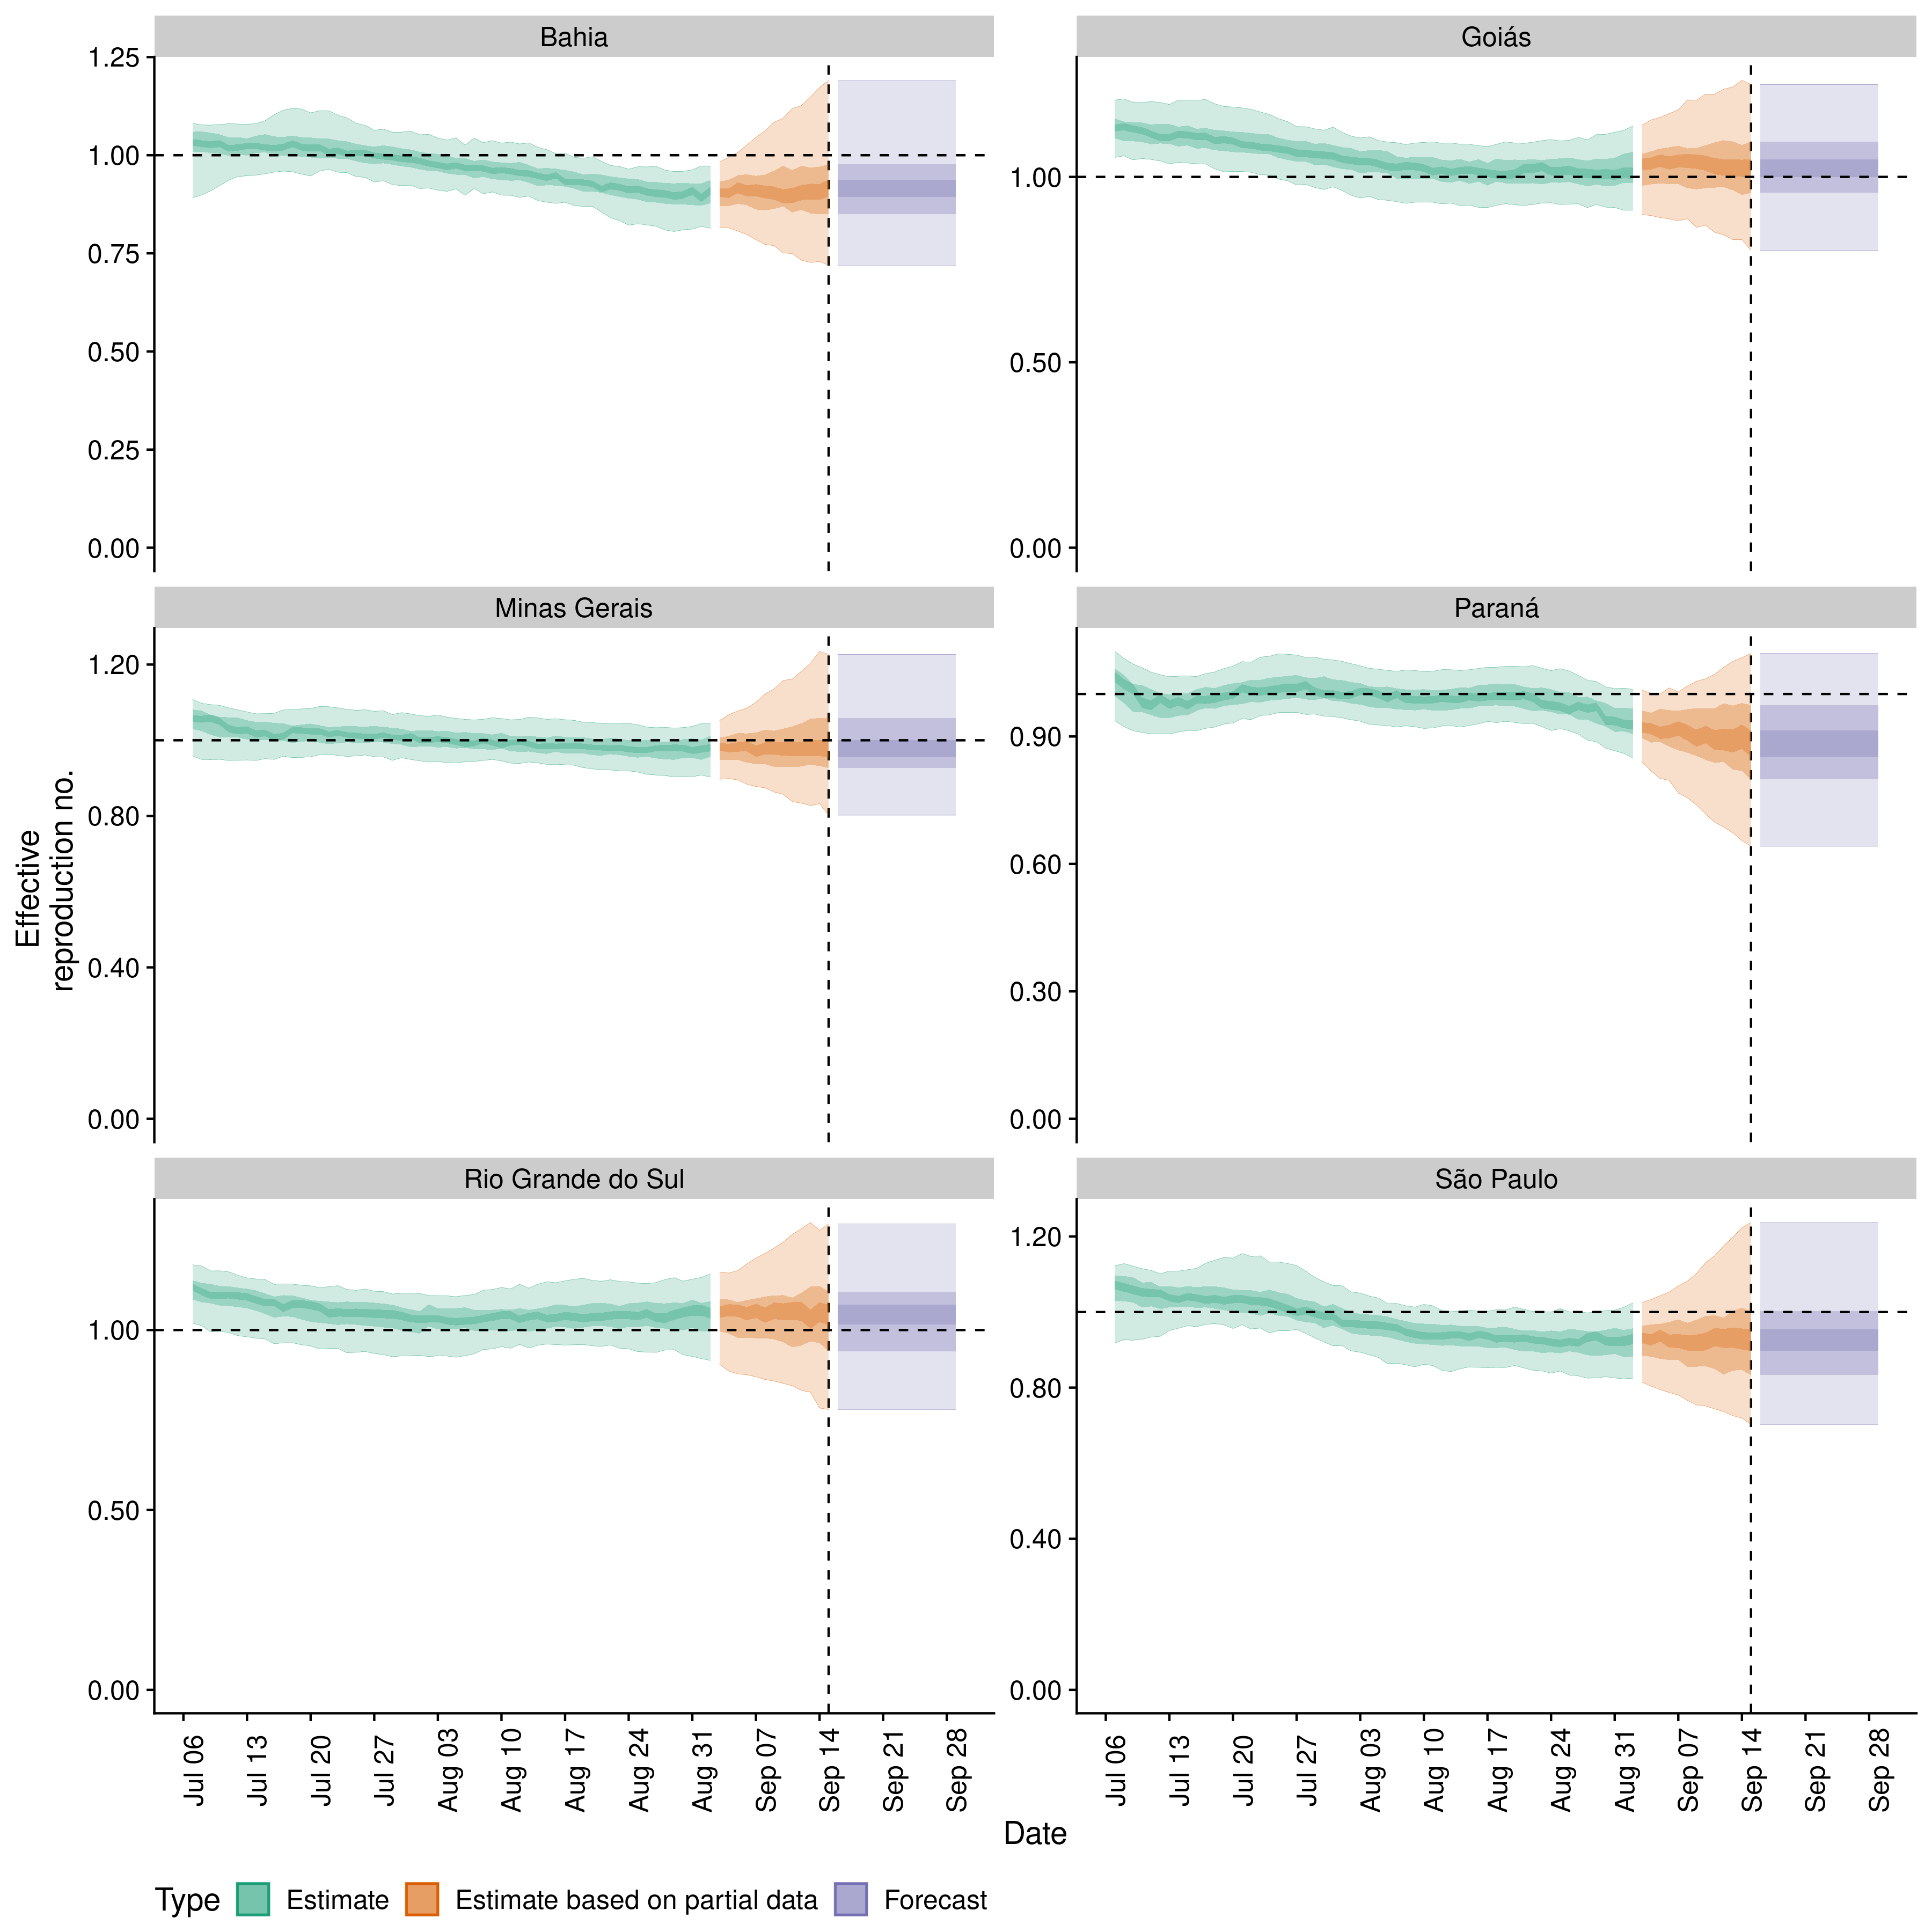 Bahia
1.25
1.00
0.75
0.50
0.25
0.00
Goiás
1.00
0.50
0.00
Minas Gerais
1.20
0.80
0.40
0.00
Paraná
0.90
0.60
0.30
0.00
Rio Grande do Sul
1.00
0.50
0.00
São Paulo
1.20
0.80
0.40
0.00
Effective
reproduction no.
Jul 06
Jul 13
Jul 20
Jul 27
Aug 03
Aug 10
Aug 17
Aug 24
Aug 31
Sep 07
Sep 14
Sep 21
Sep 28
Jul 06
Jul 13
Jul 20
Jul 27
Aug 03
Aug 10
Aug 17
Aug 24
Aug 31
Sep 07
Sep 14
Sep 21
Sep 28
Date
Type Estimate Estimate based on partial data Forecast